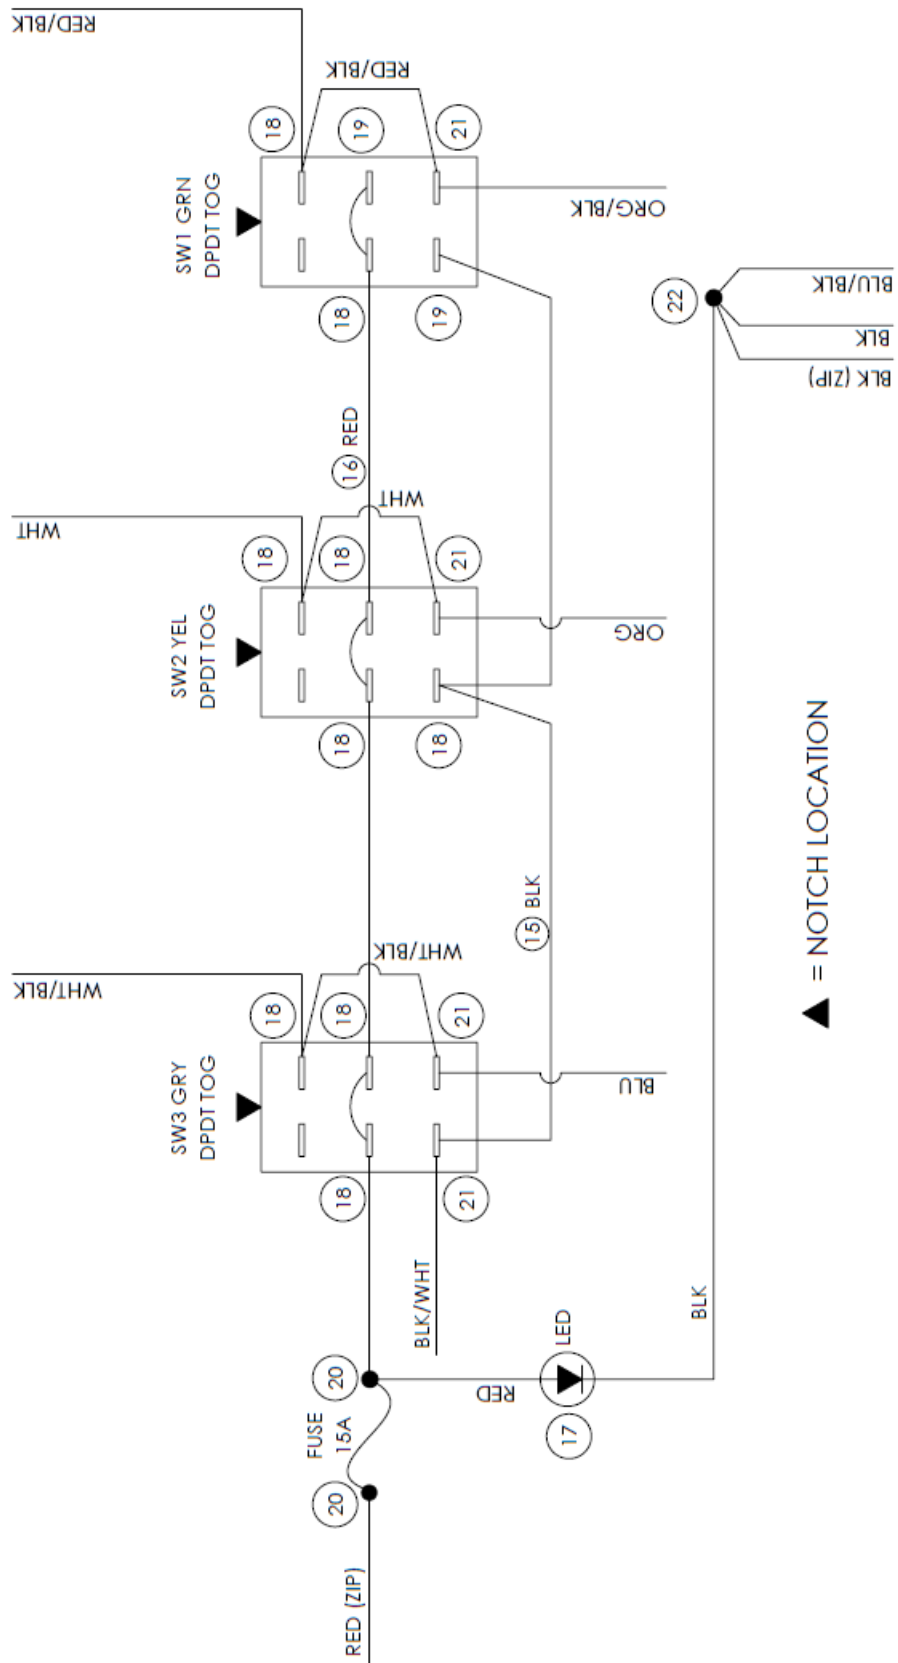 RED/BLK
RED/BLK
18
19
21
SW1 GRN
DPDT TOG
ORG/BLK
18
19
22
BLU/BLK
BLK
BLK (ZIP)
16 RED
WHT
WHT
18
18
21
SW2 YEL
DPDT TOG
ORG
18
18
15 BLK
WHT/BLK
WHT/BLK
18
18
21
SW3 GRY
DPDT TOG
BLU
18
21
BLK/WHT
BLK
20
FUSE
15A
20
RED
LED
17
RED (ZIP)
= NOTCH LOCATION